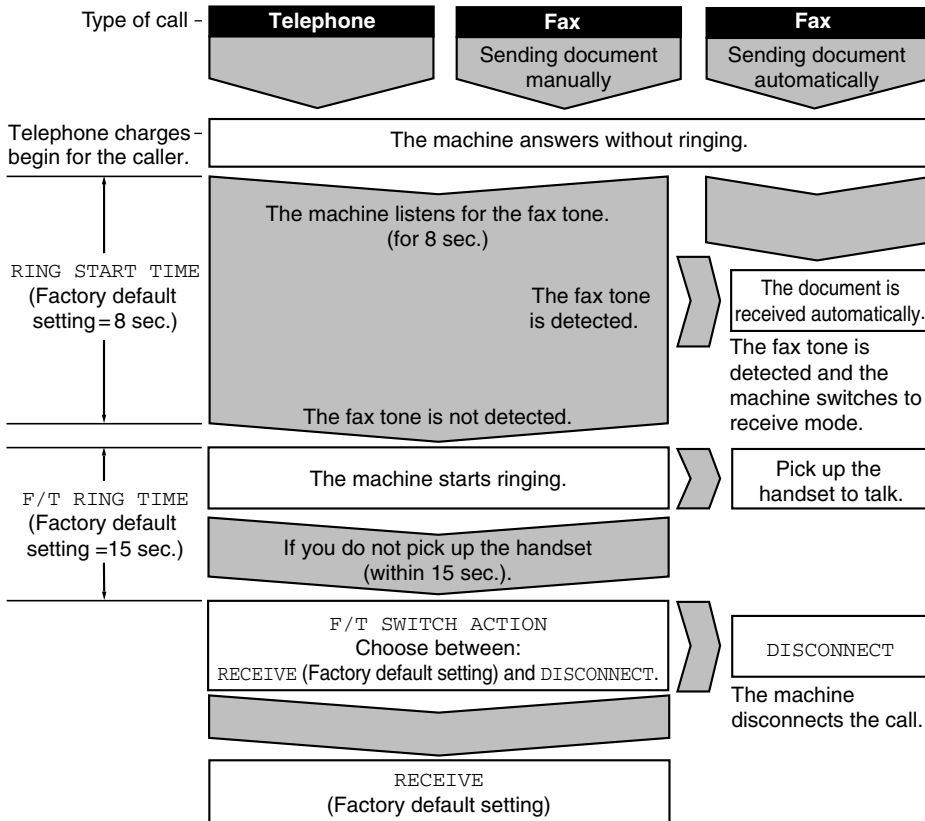 Type of call
Telephone
Fax
Fax
Sending document
manually
Sending document
automatically
Telephone charges
begin for the caller.
The machine answers without ringing.
The machine listens for the fax tone.
(for 8 sec.)
RING START TIME
(Factory default
setting=8 sec.)
The fax tone
is detected.
The document is
received automatically.
The fax tone is
detected and the
machine switches to
receive mode.
The fax tone is not detected.
F/T RING TIME
(Factory default
setting =15 sec.)
The machine starts ringing.
Pick up the
handset to talk.
If you do not pick up the handset
(within 15 sec.).
F/T SWITCH ACTION
Choose between:
RECEIVE (Factory default setting) and DISCONNECT.
DISCONNECT
The machine
disconnects the call.
RECEIVE
(Factory default setting)